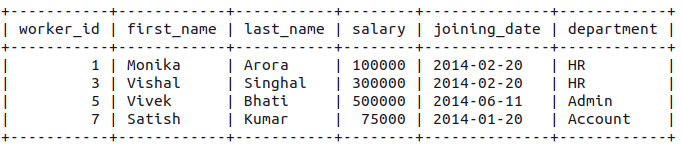 +-----------+------------+-----------+--------+--------------+------------+
| worker_id | first_name | last_name | salary | joining_date | department |
+-----------+------------+-----------+--------+--------------+------------+
|         1 | Monika     | Arora     | 100000 | 2014-02-20   | HR         |
|         3 | Vishal     | Singhal   | 300000 | 2014-02-20   | HR         |
|         5 | Vivek      | Bhati     | 500000 | 2014-06-11   | Admin      |
|         7 | Satish     | Kumar     |  75000 | 2014-01-20   | Account    |
+-----------+------------+-----------+--------+--------------+------------+